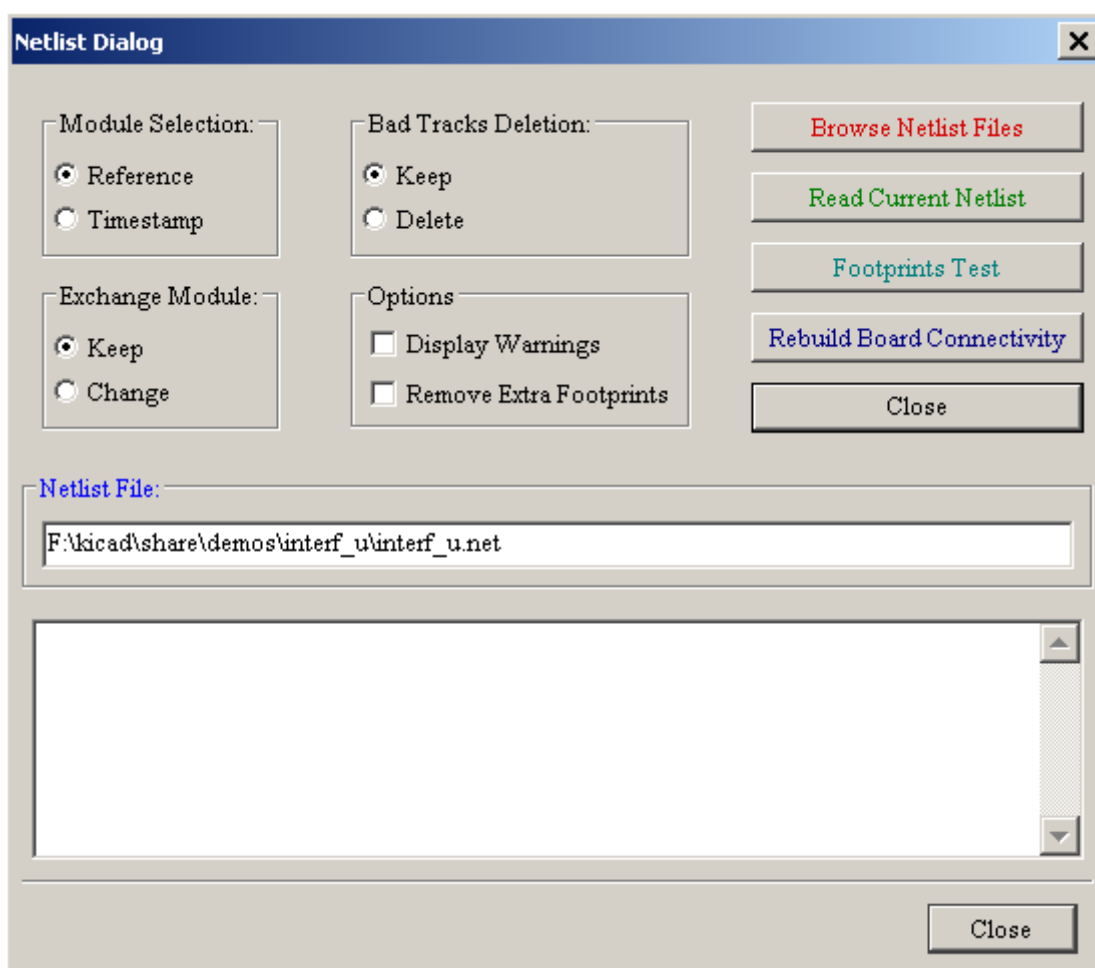 Netlist Dialog
Module Selection:
Reference
Timestamp
Bad Tracks Deletion:
Keep
Delete
Exchange Module:
Keep
Change
Options
Display Warnings
Remove Extra Footprints
Browse Netlist Files
Read Current Netlist
Footprints Test
Rebuild Board Connectivity
Close
Netlist File:
F:\kicad\share\demos\interf_u\interf_u.net
Close